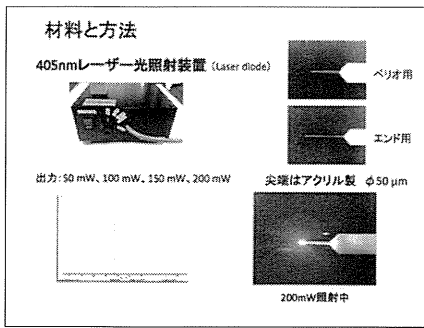 材料と方法
405nmレーザー光照射装置 (Laser diode)
ペリオ用
エンド用
出力:50 mW、100 mW、150 mW、200 mW
尖端はアクリル製 φ50 μm
200mW照射中